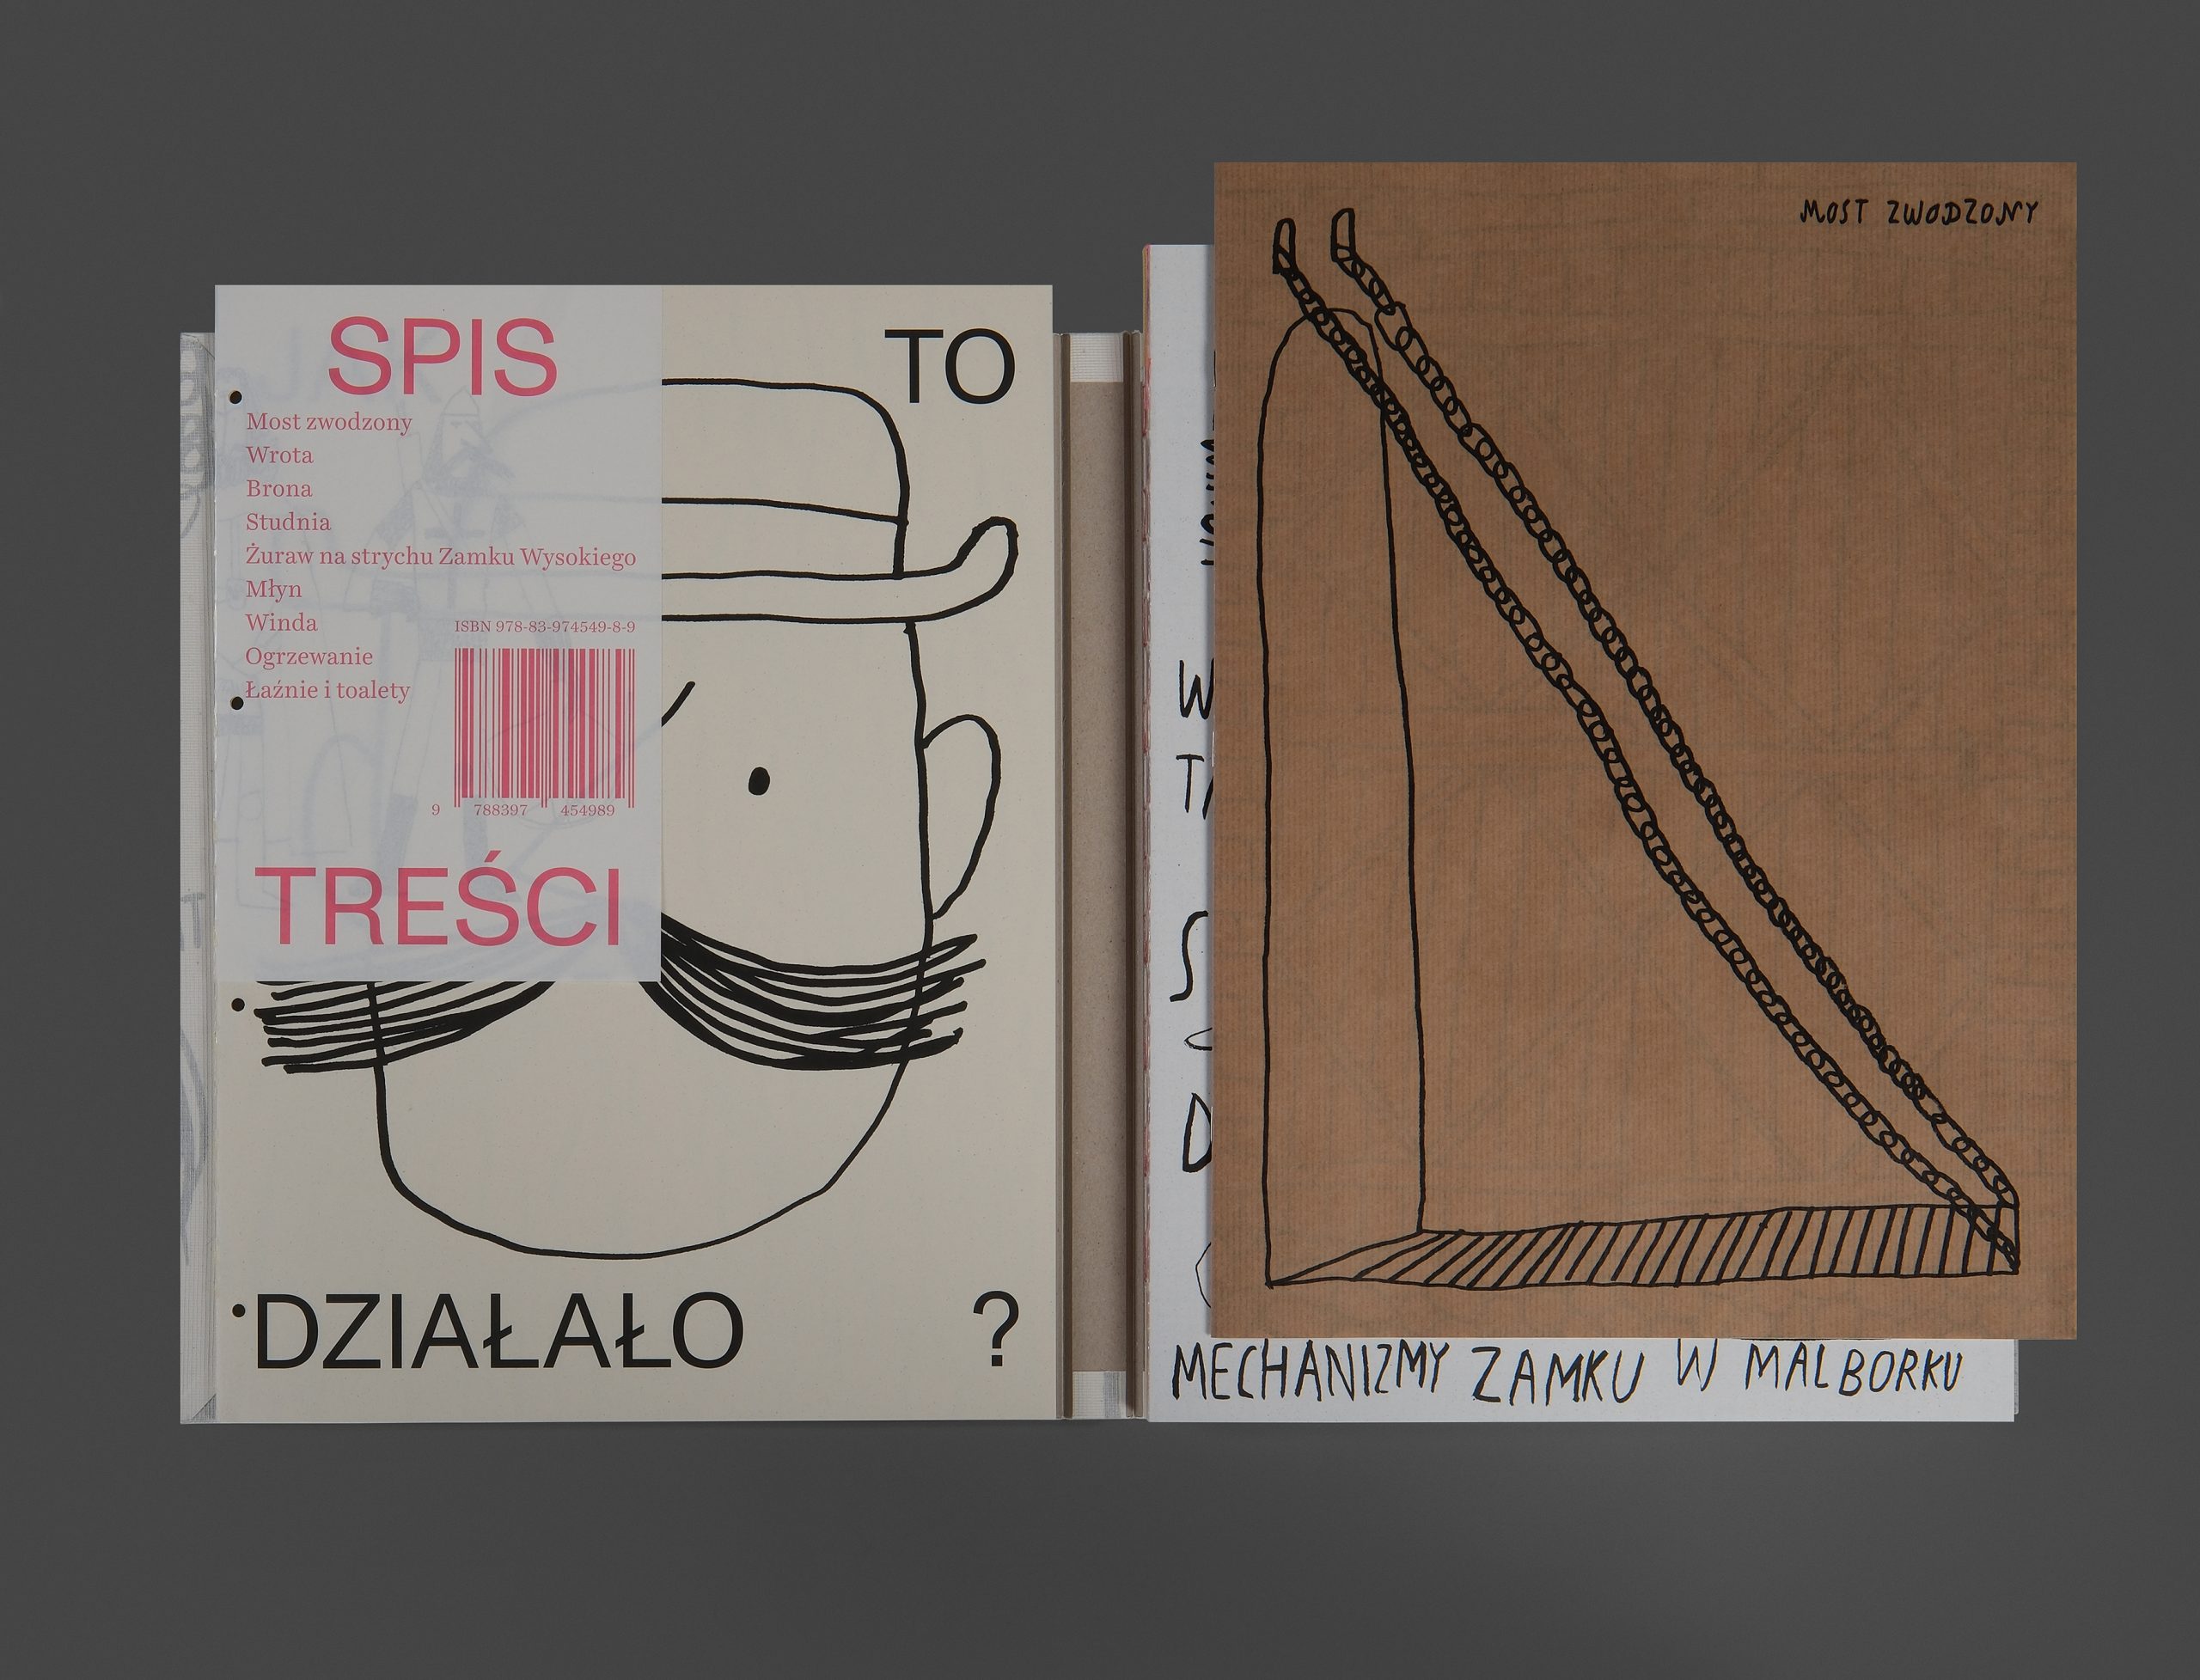 SPIS
Most zwodzony
Wrota
Brona
Studnia
Żuraw na strychu Zamku Wysokiego
Młyn
Winda
Ogrzewanie
Łaźnie i toalety
ISBN 978-83-974549-8-9
9 788397 454989
TREŚCI
TO
DZIAŁAŁO ?
MOST ZWODZONY
MECHANIZMY ZAMKU W MALBORKU